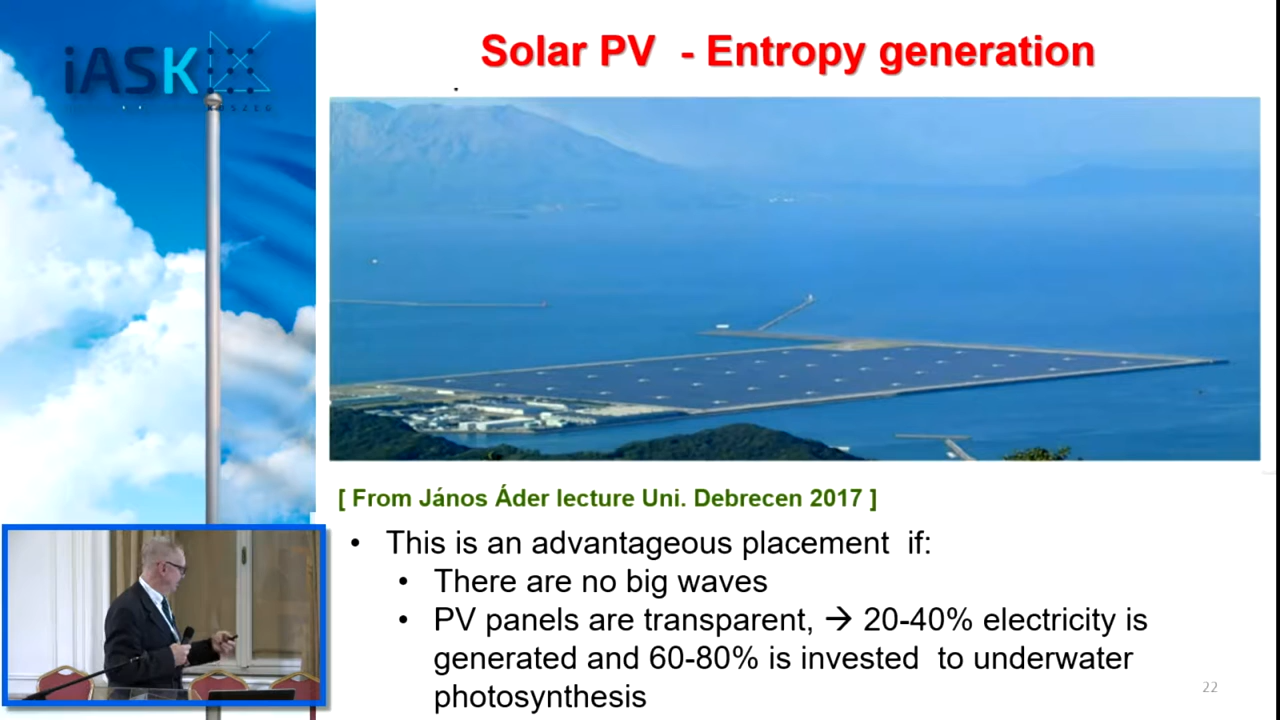 iASK
KOSZEG
Solar PV - Entropy generation
[ From János Áder lecture Uni. Debrecen 2017 ]
• This is an advantageous placement if:
• There are no big waves
• PV panels are transparent, → 20-40% electricity is
generated and 60-80% is invested to underwater
photosynthesis
22